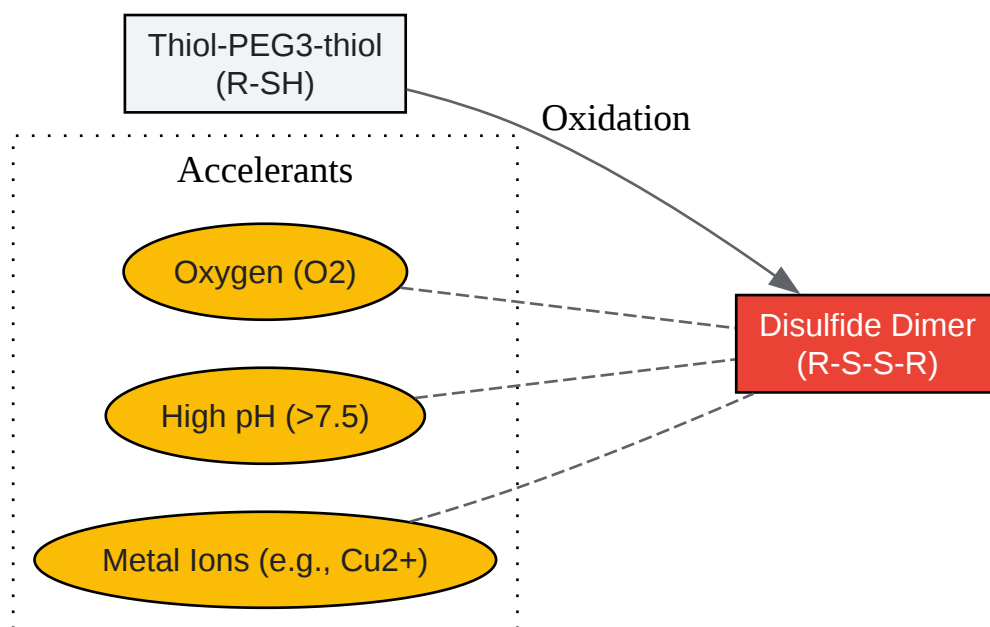 Thiol-PEG3-thiol
(R-SH)
Oxidation
Accelerants
Oxygen (O2)
High pH (>7.5)
Metal Ions (e.g., Cu2+)
Disulfide Dimer
(R-S-S-R)